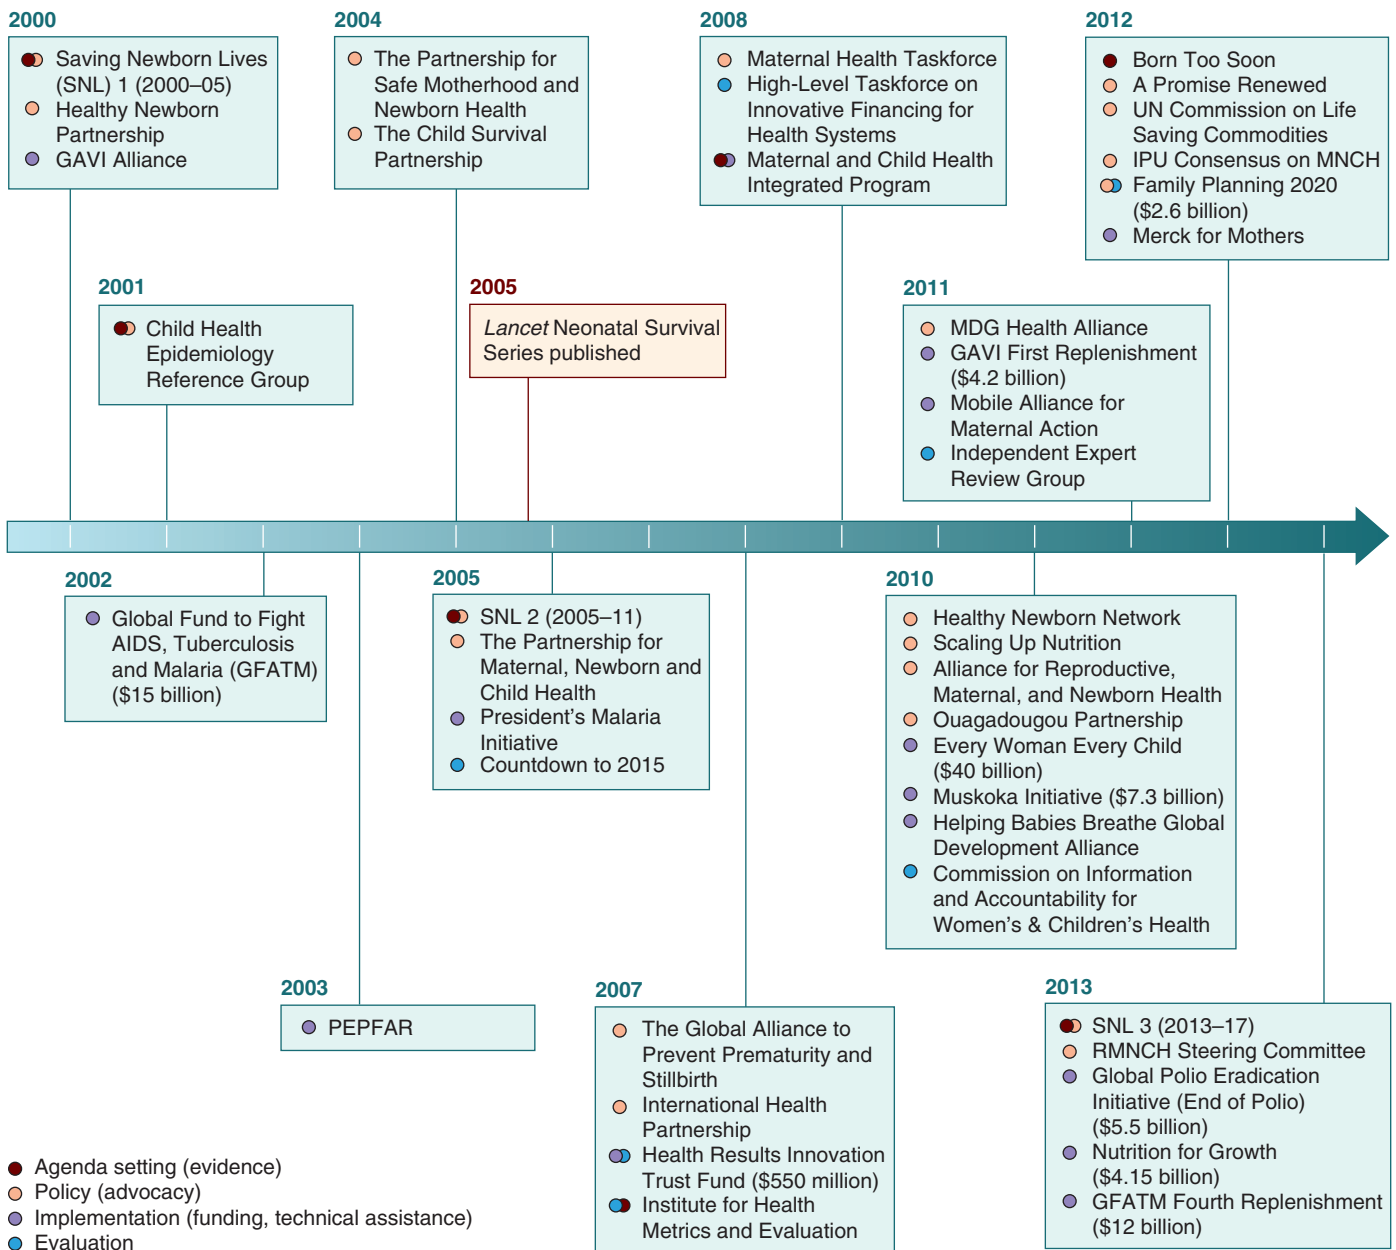 2000
Saving Newborn Lives
(SNL) 1 (2000–05)
Healthy Newborn
Partnership
GAVI Alliance
2004
The Partnership for
Safe Motherhood and
Newborn Health
The Child Survival
Partnership
2008
Maternal Health Taskforce
High-Level Taskforce on
Innovative Financing for
Health Systems
Maternal and Child Health
Integrated Program
2012
Born Too Soon
A Promise Renewed
UN Commission on Life
Saving Commodities
IPU Consensus on MNCH
Family Planning 2020
($2.6 billion)
Merck for Mothers
2001
Child Health
Epidemiology
Reference Group
2005
Lancet Neonatal Survival
Series published
2011
MDG Health Alliance
GAVI First Replenishment
($4.2 billion)
Mobile Alliance for
Maternal Action
Independent Expert
Review Group
2002
Global Fund to Fight
AIDS, Tuberculosis
and Malaria (GFATM)
($15 billion)
2005
SNL 2 (2005–11)
The Partnership for
Maternal, Newborn and
Child Health
President’s Malaria
Initiative
Countdown to 2015
2010
Healthy Newborn Network
Scaling Up Nutrition
Alliance for Reproductive,
Maternal, and Newborn Health
Ouagadougou Partnership
Every Woman Every Child
($40 billion)
Muskoka Initiative ($7.3 billion)
Helping Babies Breathe Global
Development Alliance
Commission on Information
and Accountability for
Women’s & Children’s Health
2003
PEPFAR
2007
The Global Alliance to
Prevent Prematurity and
Stillbirth
International Health
Partnership
Health Results Innovation
Trust Fund ($550 million)
Institute for Health
Metrics and Evaluation
2013
SNL 3 (2013–17)
RMNCH Steering Committee
Global Polio Eradication
Initiative (End of Polio)
($5.5 billion)
Nutrition for Growth
($4.15 billion)
GFATM Fourth Replenishment
($12 billion)
Agenda setting (evidence)
Policy (advocacy)
Implementation (funding, technical assistance)
Evaluation